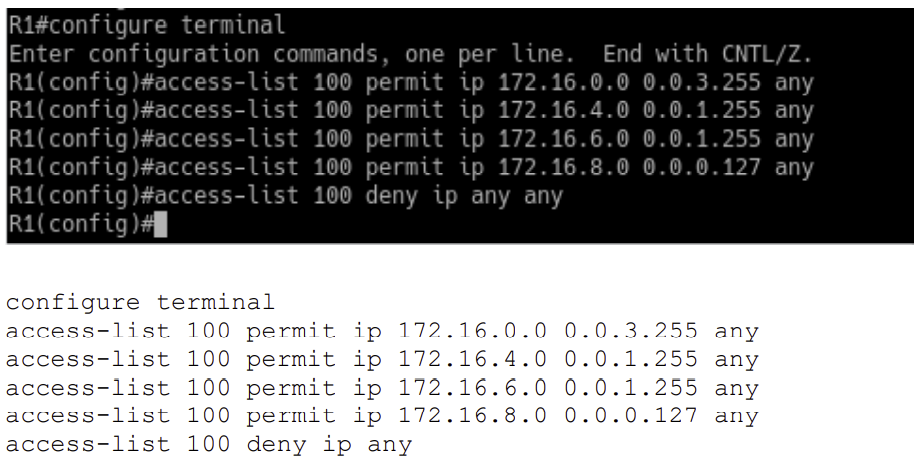 R1#configure terminal
Enter configuration commands, one per line.  End with CNTL/Z.
R1(config)#access-list 100 permit ip 172.16.0.0 0.0.3.255 any
R1(config)#access-list 100 permit ip 172.16.4.0 0.0.1.255 any
R1(config)#access-list 100 permit ip 172.16.6.0 0.0.1.255 any
R1(config)#access-list 100 permit ip 172.16.8.0 0.0.0.127 any
R1(config)#access-list 100 deny ip any any
R1(config)#
configure terminal
access-list 100 permit ip 172.16.0.0 0.0.3.255 any
access-list 100 permit ip 172.16.4.0 0.0.1.255 any
access-list 100 permit ip 172.16.6.0 0.0.1.255 any
access-list 100 permit ip 172.16.8.0 0.0.0.127 any
access-list 100 deny ip any